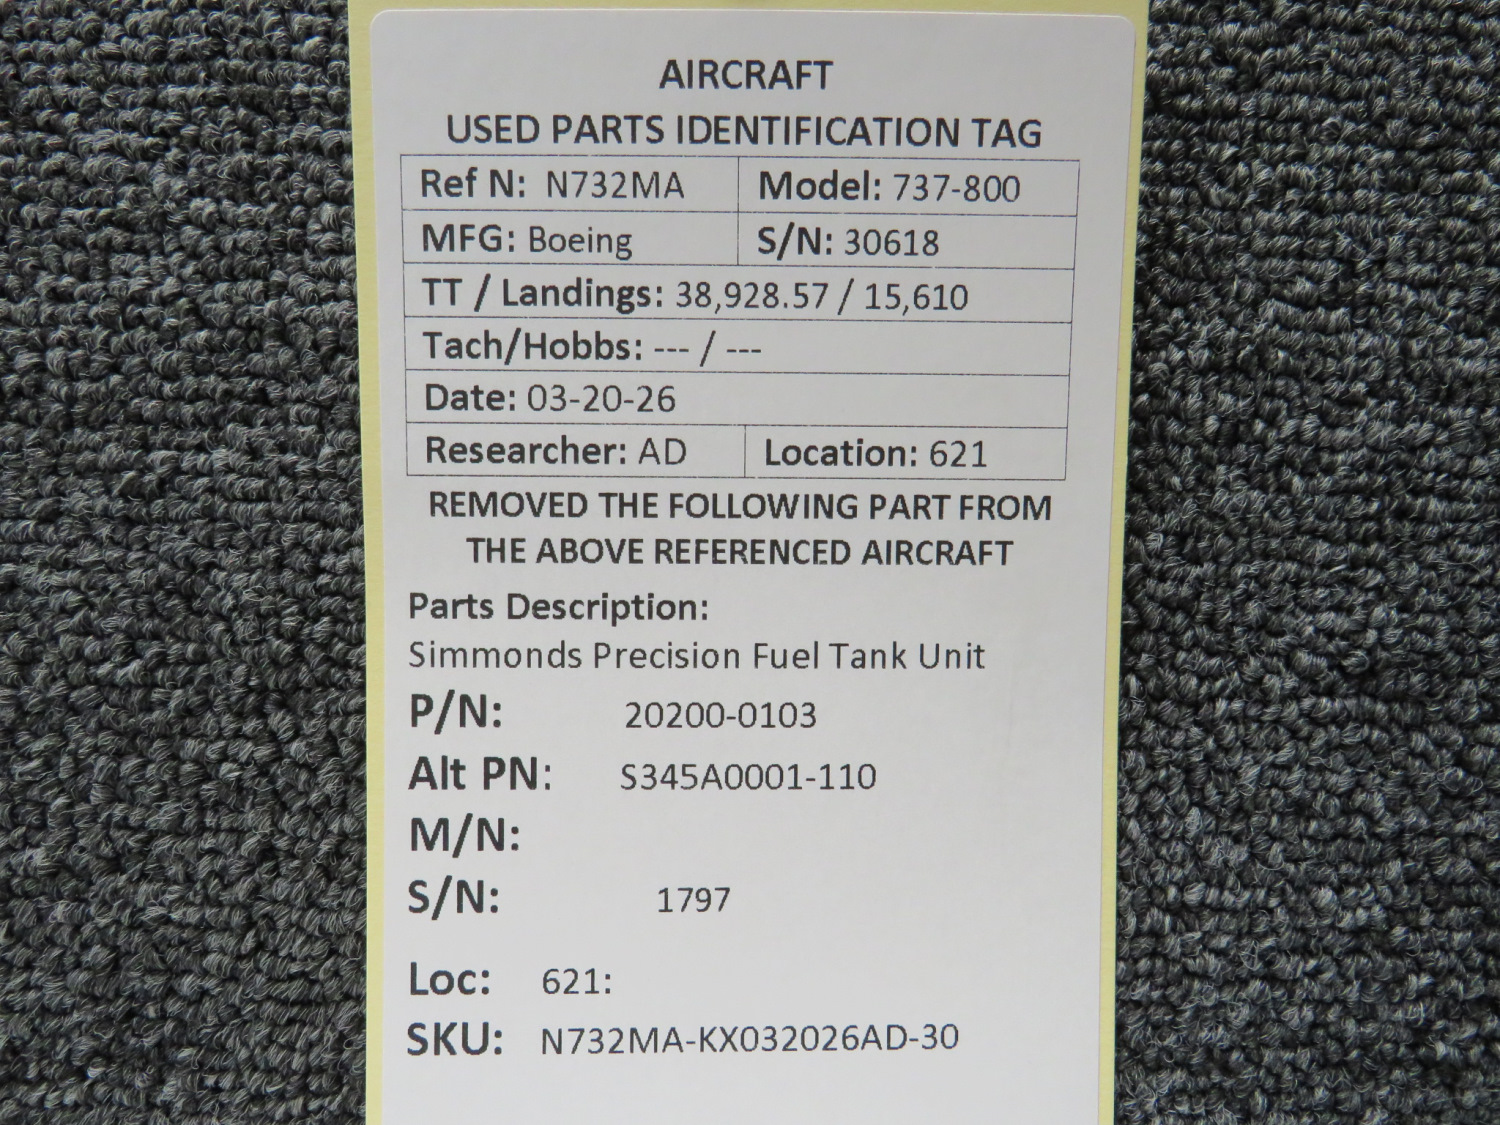 AIRCRAFT
USED PARTS IDENTIFICATION TAG
Ref N: N732MA Model: 737-800
MFG: Boeing S/N: 30618
TT / Landings: 38,928.57 / 15,610
Tach/Hobbs: --- / ---
Date: 03-20-26
Researcher: AD Location: 621
REMOVED THE FOLLOWING PART FROM
THE ABOVE REFERENCED AIRCRAFT
Parts Description:
Simmonds Precision Fuel Tank Unit
P/N: 20200-0103
Alt PN: S345A0001-110
M/N:
S/N: 1797
Loc: 621:
SKU: N732MA-KX032026AD-30